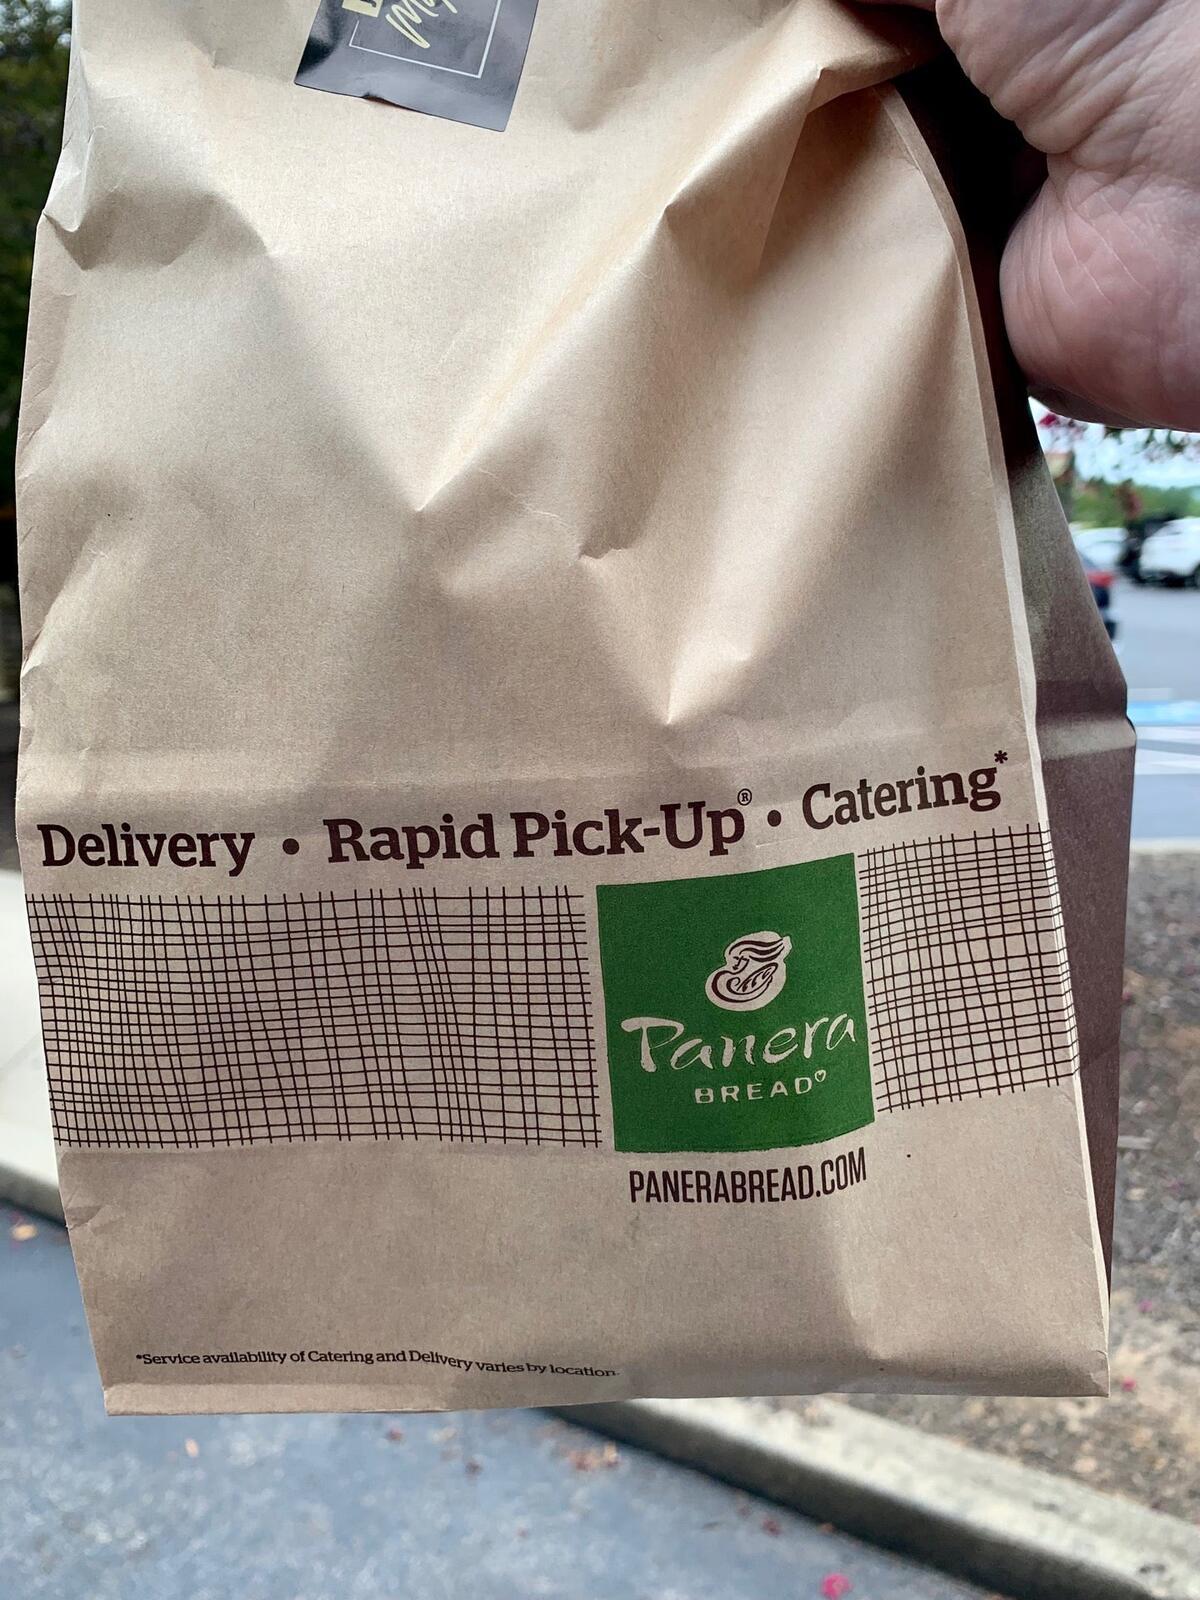 Delivery • Rapid Pick-Up® • Catering*
Panera
BREAD
PANERABREAD.COM
*Service availability of Catering and Delivery varies by location.